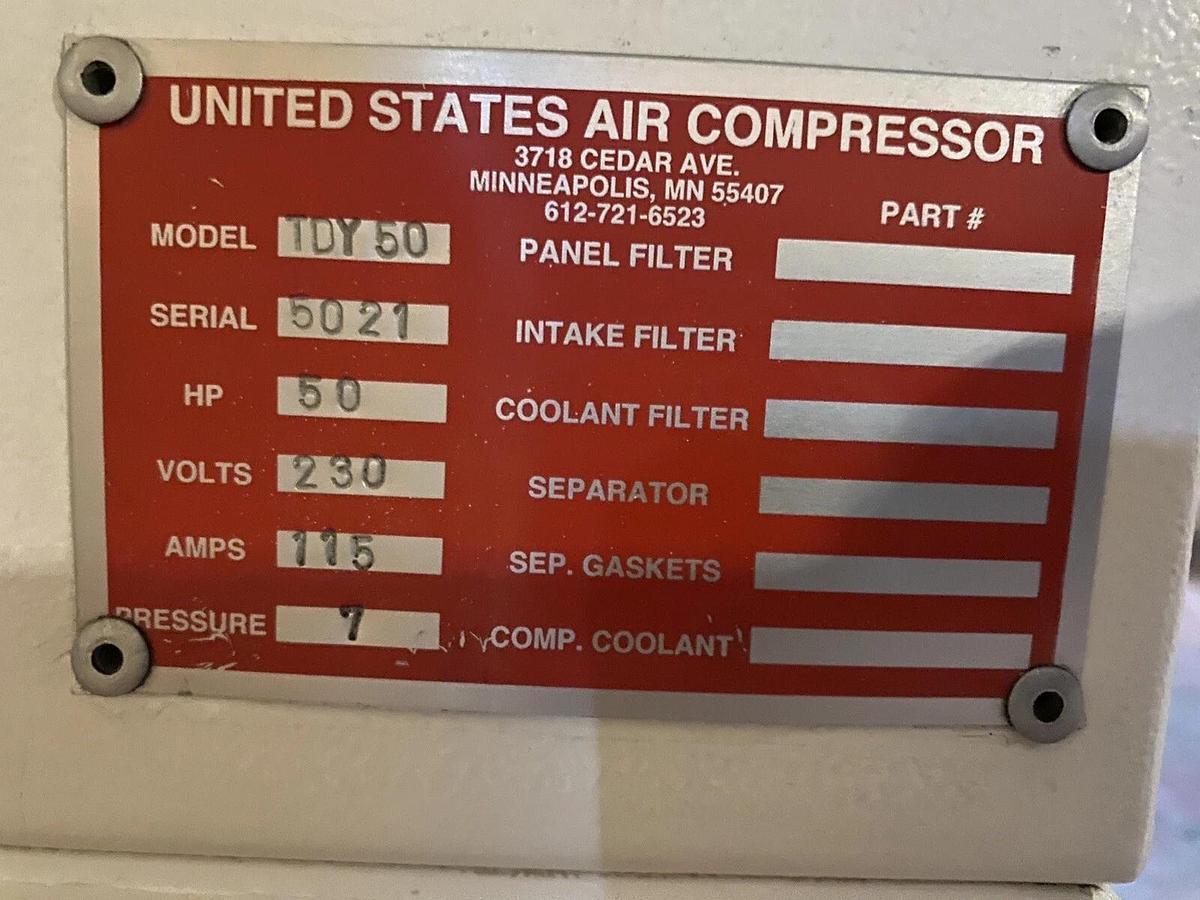 UNITED STATES AIR COMPRESSOR
3718 CEDAR AVE.
MINNEAPOLIS, MN 55407
612-721-6523
PART #
MODEL TDY 50 PANEL FILTER
SERIAL 5021 INTAKE FILTER
HP 50 COOLANT FILTER
VOLTS 230 SEPARATOR
AMPS 115 SEP. GASKETS
PRESSURE 7 COMP. COOLANT